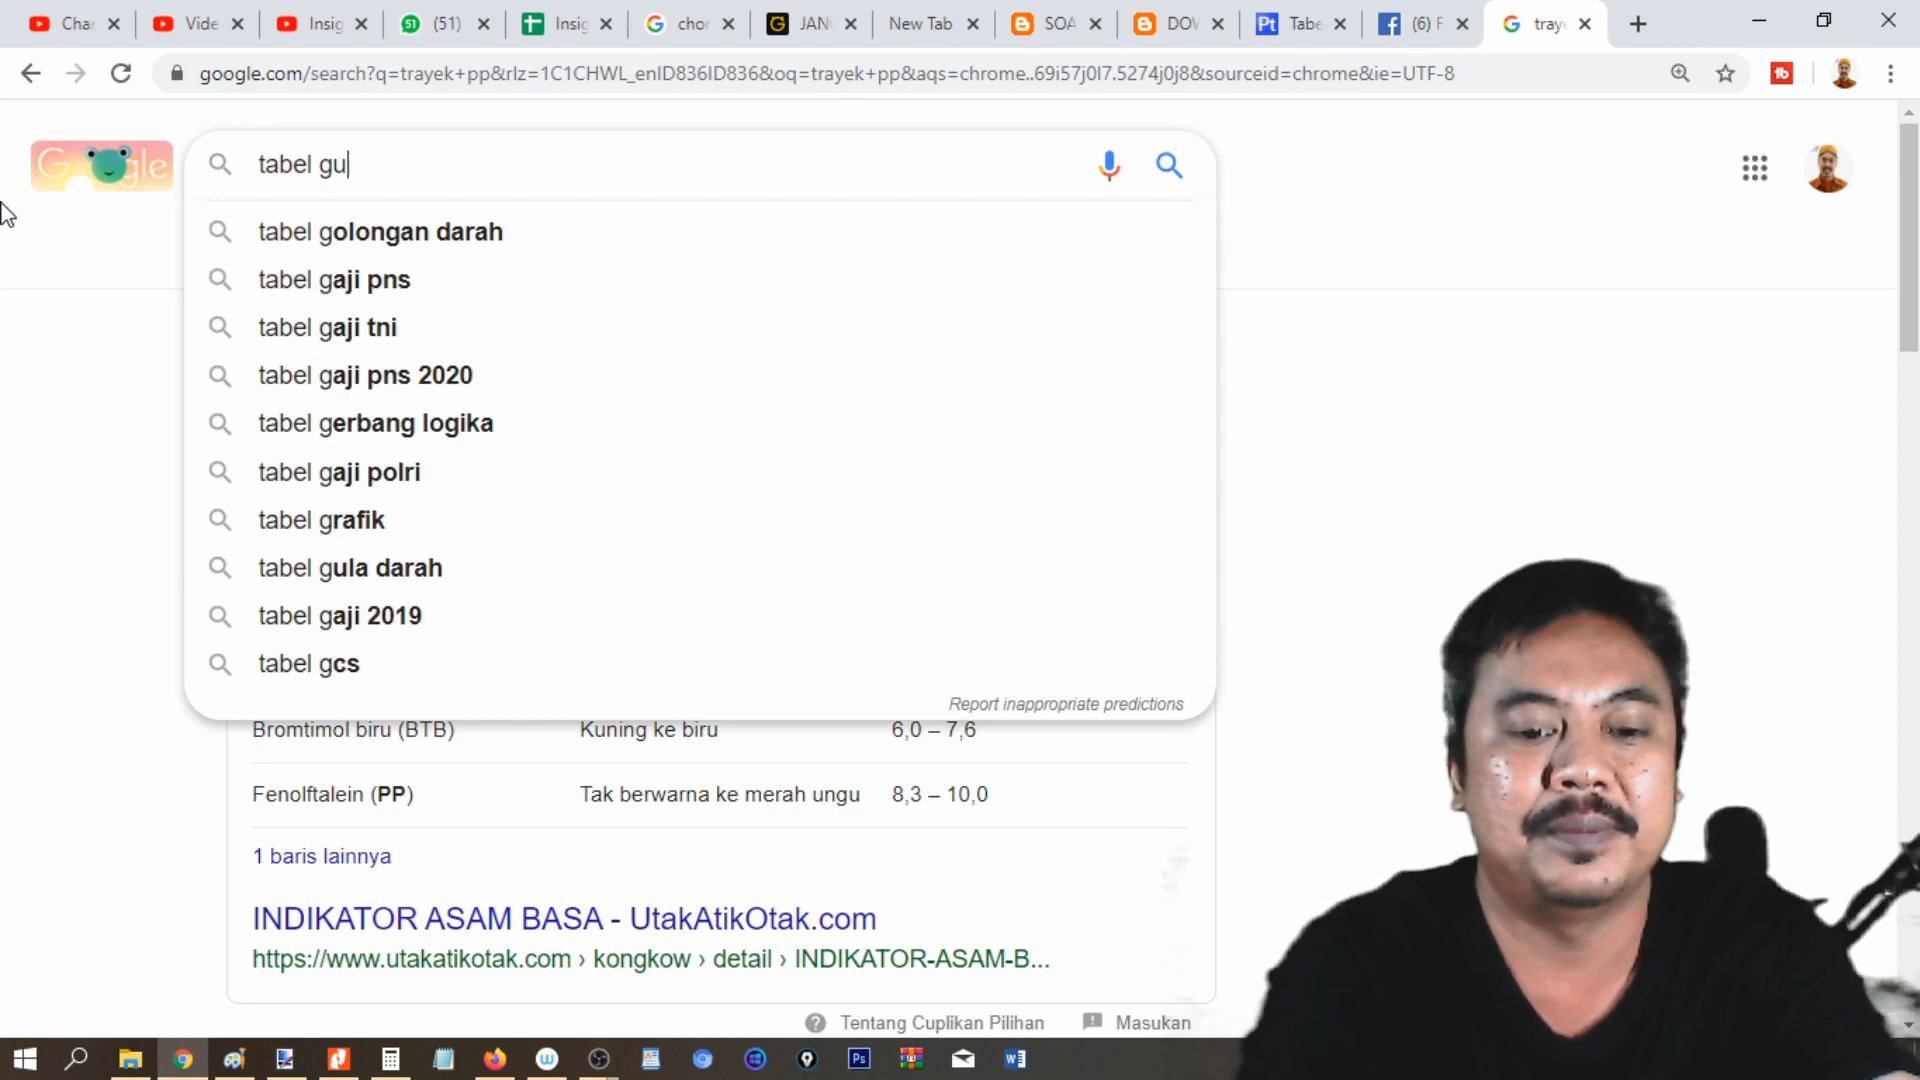 Char
Vide
Insig
(51)
Insig
chor
JAN
New Tab
SOA
DOV
Tabe
(6) F
traye
google.com/search?q=trayek+pp&rlz=1C1CHWL_enID836ID836&oq=trayek+pp&aqs=chrome..69i57j0l7.5274j0j8&sourceid=chrome&ie=UTF-8
Google
tabel gu
tabel golongan darah
tabel gaji pns
tabel gaji tni
tabel gaji pns 2020
tabel gerbang logika
tabel gaji polri
tabel grafik
tabel gula darah
tabel gaji 2019
tabel gcs
Report inappropriate predictions
Bromtimol biru (BTB) Kuning ke biru 6,0 – 7,6
Fenolftalein (PP) Tak berwarna ke merah ungu 8,3 – 10,0
1 baris lainnya
INDIKATOR ASAM BASA - UtakAtikOtak.com
https://www.utakatikotak.com › kongkow › detail › INDIKATOR-ASAM-B...
Tentang Cuplikan Pilihan Masukan